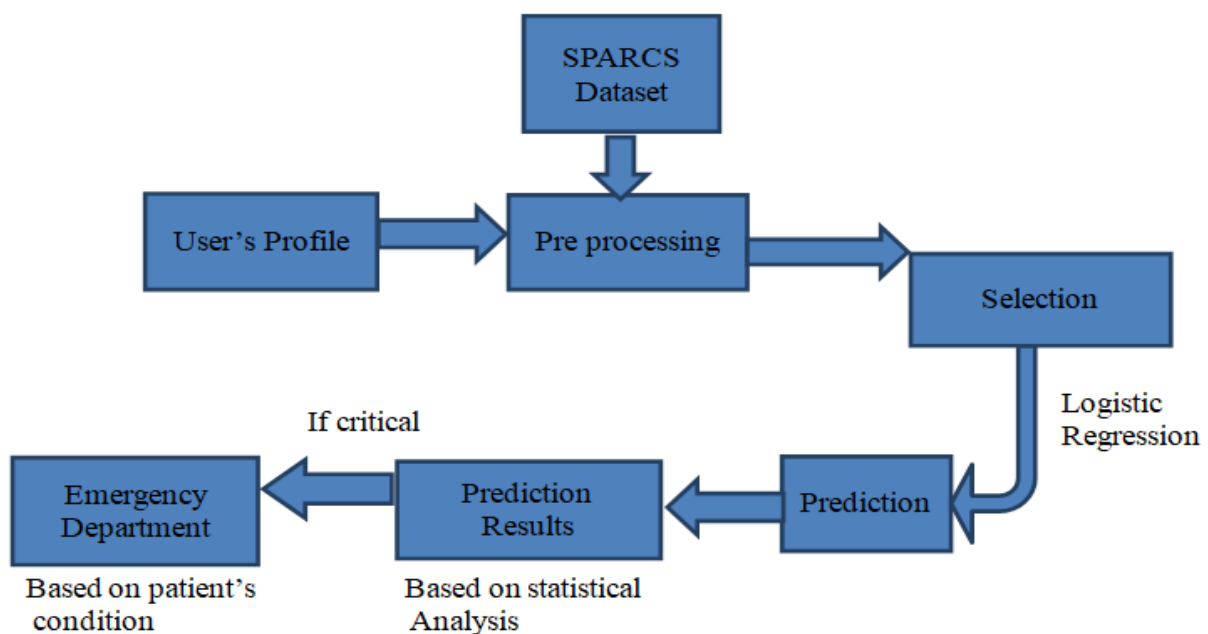 SPARCS
Dataset
User’s Profile
Pre processing
Selection
Logistic
Regression
If critical
Emergency
Department
Prediction
Results
Prediction
Based on patient’s
condition
Based on statistical
Analysis